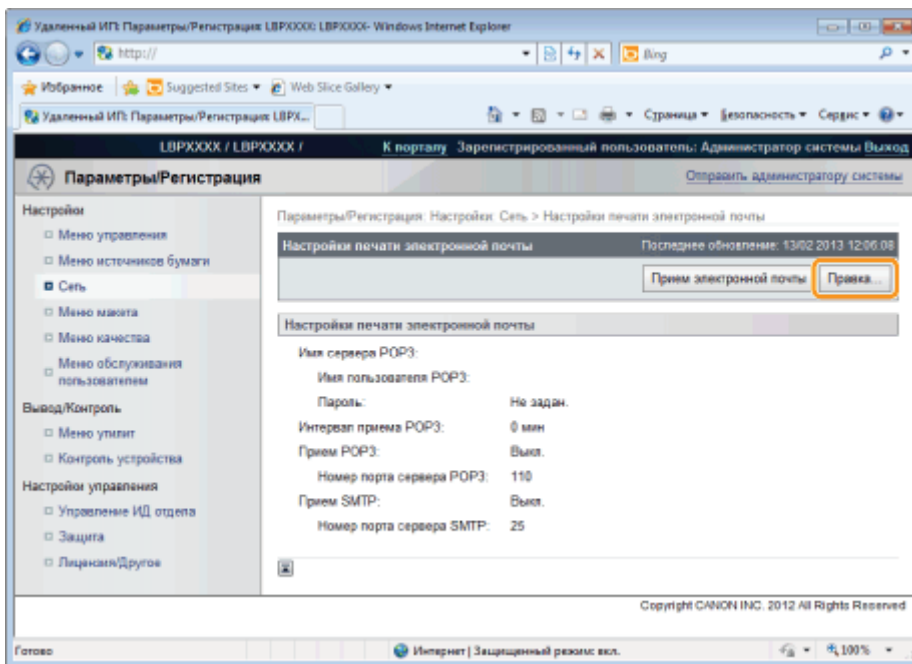 Удаленный ИП: Параметры/Регистрация: LBPXXXX: LBPXXXX- Windows Internet Explorer
http://
Bing
Избранное Suggested Sites Web Slice Gallery
Удаленный ИП: Параметры/Регистрация: LBPX... Страница Безопасность Сервис
LBPXXXX / LBPXXXX / К порталу Зарегистрированный пользователь: Администратор системы Выход
Параметры/Регистрация Отправить администратору системы
Настройки
Меню управления
Меню источников бумаги
Сеть
Меню макета
Меню качества
Меню обслуживания
пользователем
Вывод/Контроль
Меню утилит
Контроль устройства
Настройки управления
Управление ИД отдела
Защита
Лицензия/Другое
Параметры/Регистрация: Настройки: Сеть > Настройки печати электронной почты
Настройки печати электронной почты Последнее обновление: 13/02 2013 12:06:08
Прием электронной почты Правка...
Настройки печати электронной почты
Имя сервера POP3:
Имя пользователя POP3:
Пароль: Не задан.
Интервал приема POP3: 0 мин
Прием POP3: Выкл.
Номер порта сервера POP3: 110
Прием SMTP: Выкл.
Номер порта сервера SMTP: 25
Copyright CANON INC. 2012 All Rights Reserved
Готово Интернет | Защищенный режим: вкл. 100%